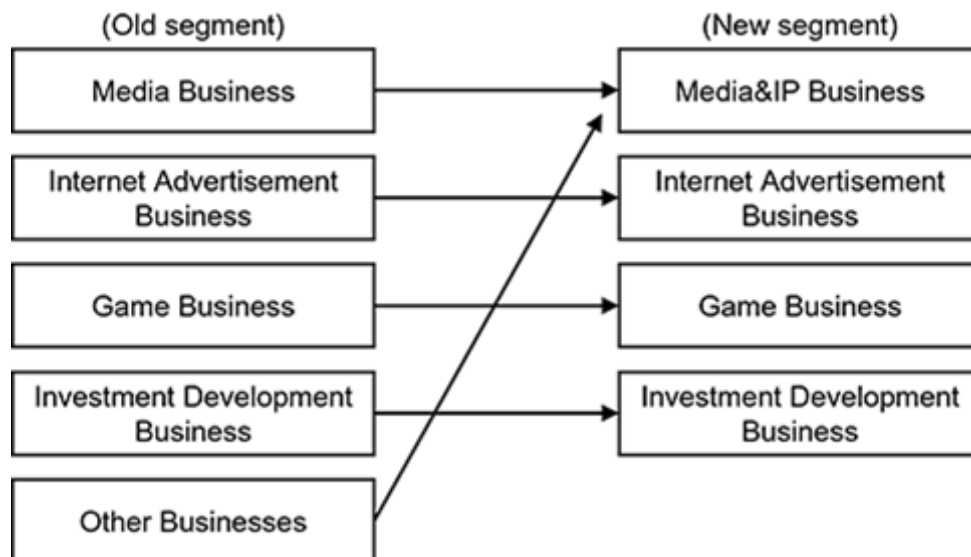 (Old segment)
(New segment)
Media Business
Media&IP Business
Internet Advertisement
Business
Internet Advertisement
Business
Game Business
Game Business
Investment Development
Business
Investment Development
Business
Other Businesses